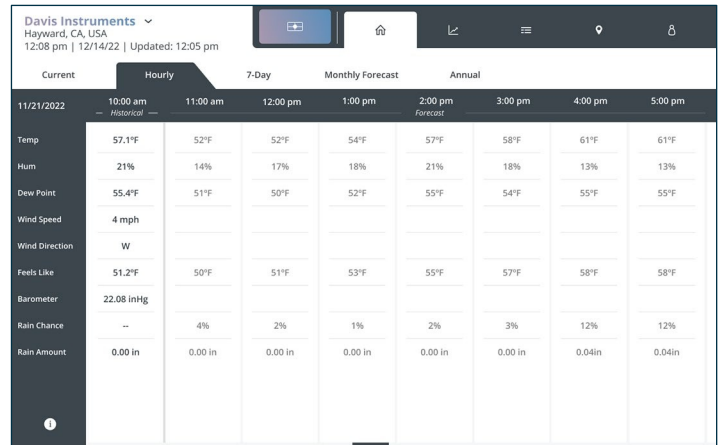 Davis Instruments
Hayward, CA, USA
12:08 pm | 12/14/22 | Updated: 12:05 pm
Current Hourly 7-Day Monthly Forecast Annual
11/21/2022 10:00 am 11:00 am 12:00 pm 1:00 pm 2:00 pm 3:00 pm 4:00 pm 5:00 pm
Historical Forecast
Temp 57.1°F 52°F 52°F 54°F 57°F 58°F 61°F 61°F
Hum 21% 14% 17% 18% 21% 18% 13% 13%
Dew Point 55.4°F 51°F 50°F 52°F 55°F 54°F 55°F 55°F
Wind Speed 4 mph
Wind Direction W
Feels Like 51.2°F 50°F 51°F 53°F 55°F 57°F 58°F 58°F
Barometer 22.08 inHg
Rain Chance -- 4% 2% 1% 2% 3% 12% 12%
Rain Amount 0.00 in 0.00 in 0.00 in 0.00 in 0.00 in 0.00 in 0.04in 0.04in